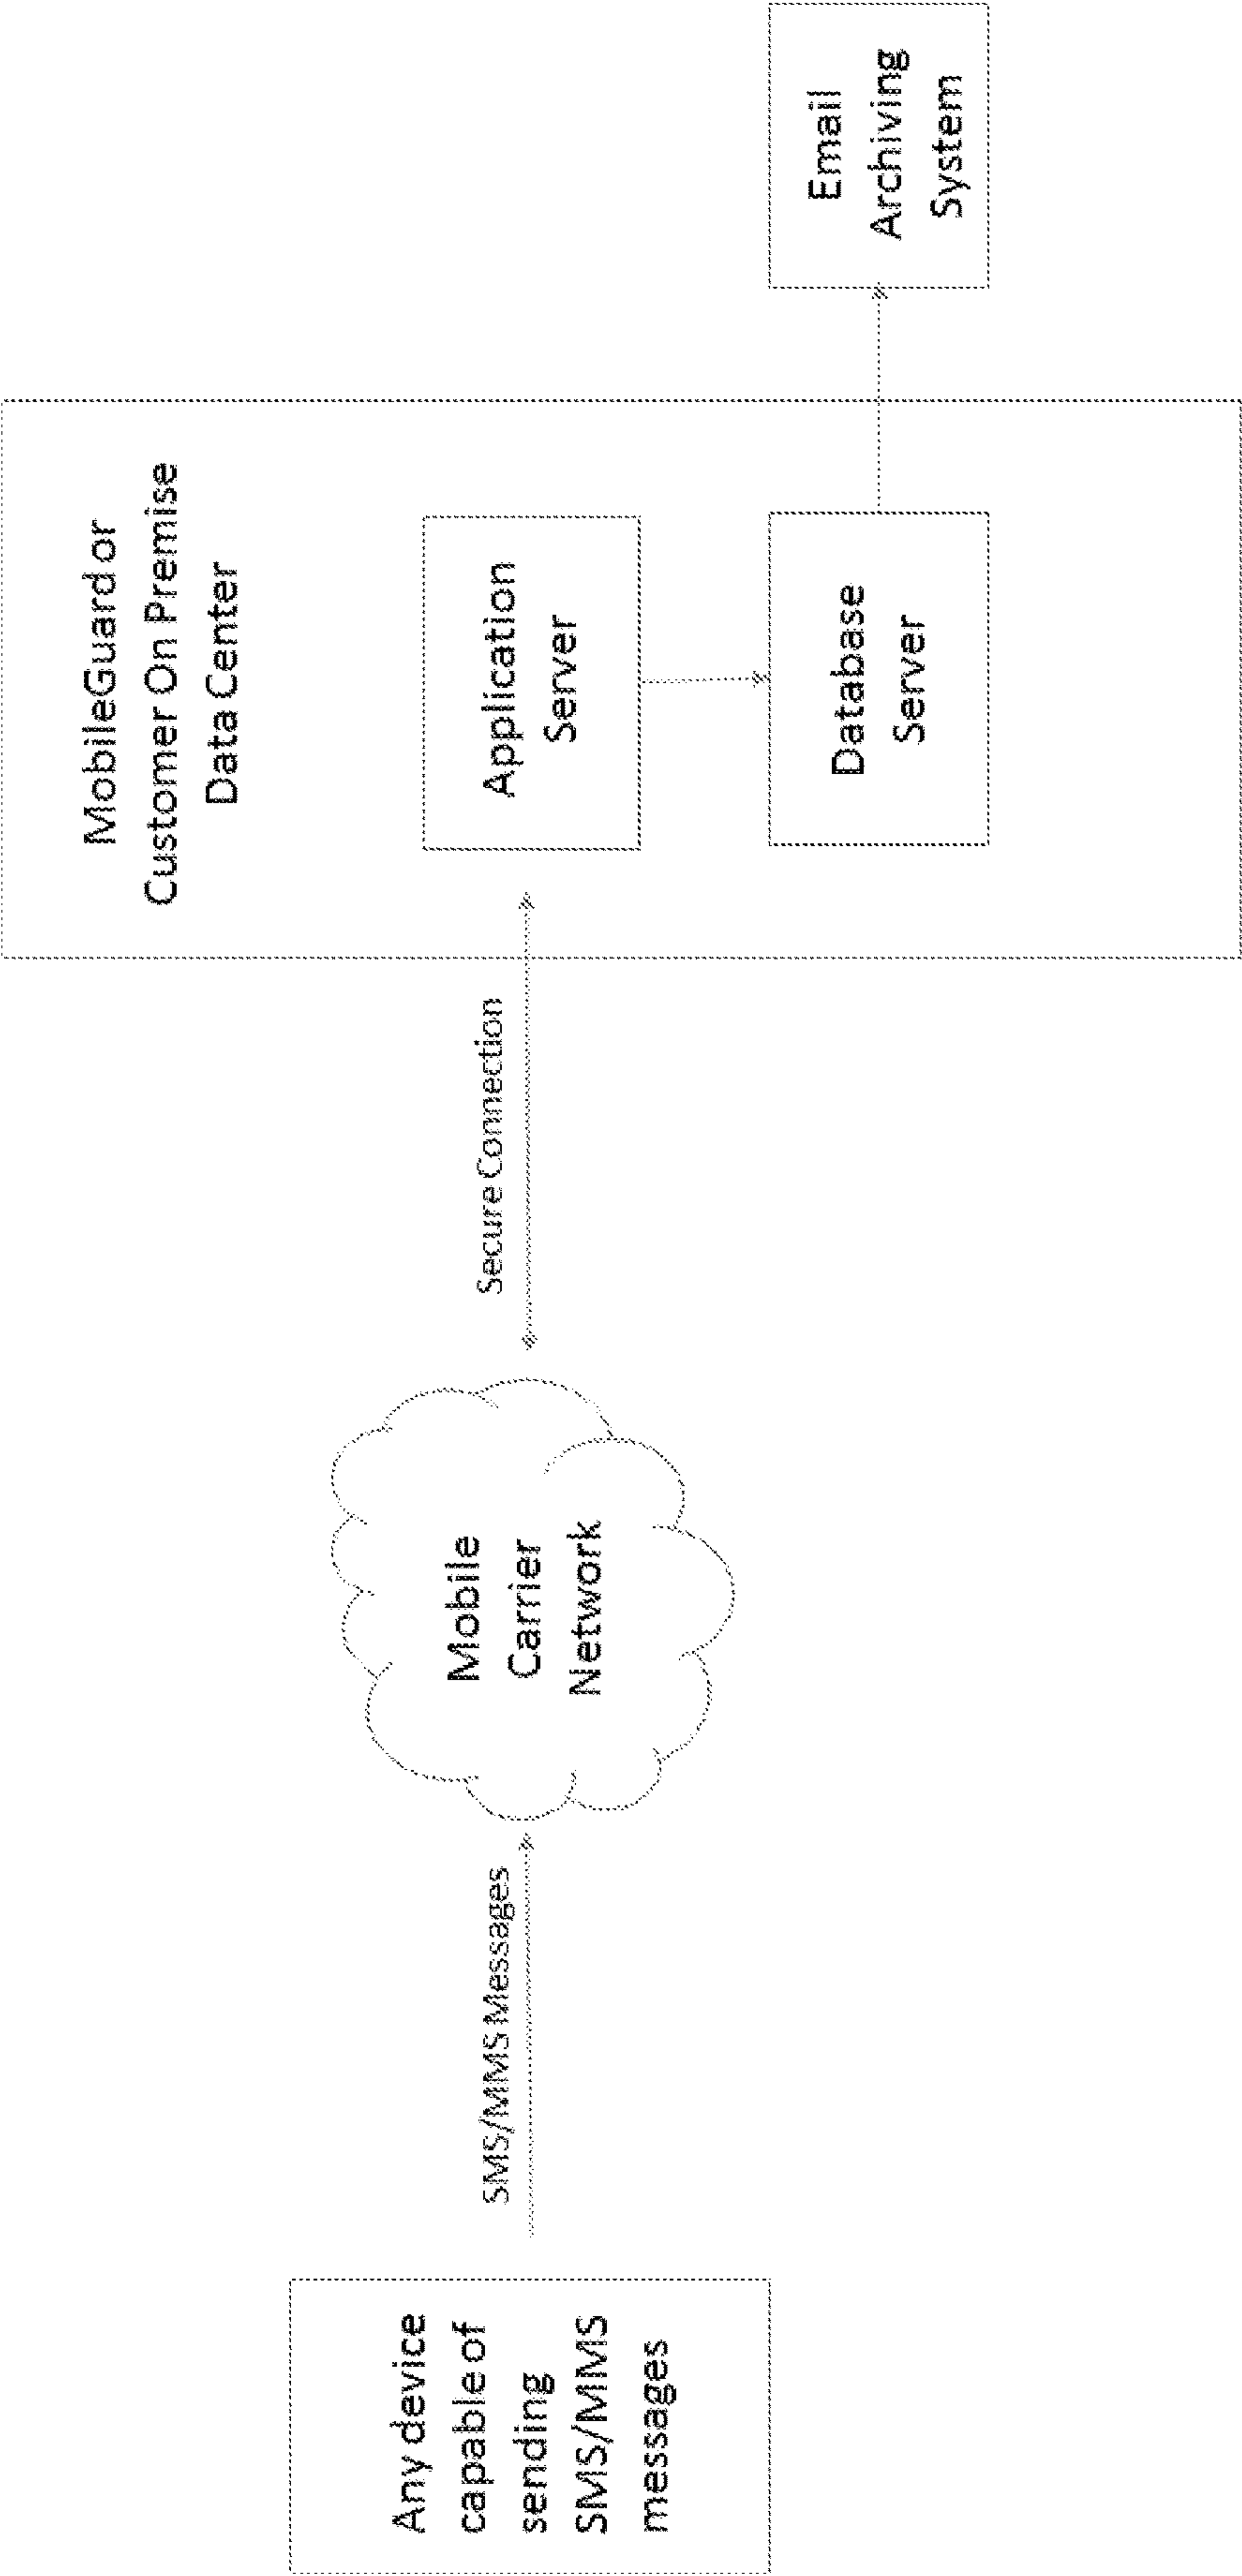 Any device
capable of
sending
SMS/MMS
messages
SMS/MMS Messages
Mobile
Carrier
Network
Secure Connection
MobileGuard or
Customer On Premise
Data Center
Application
Server
Database
Server
Email
Archiving
System